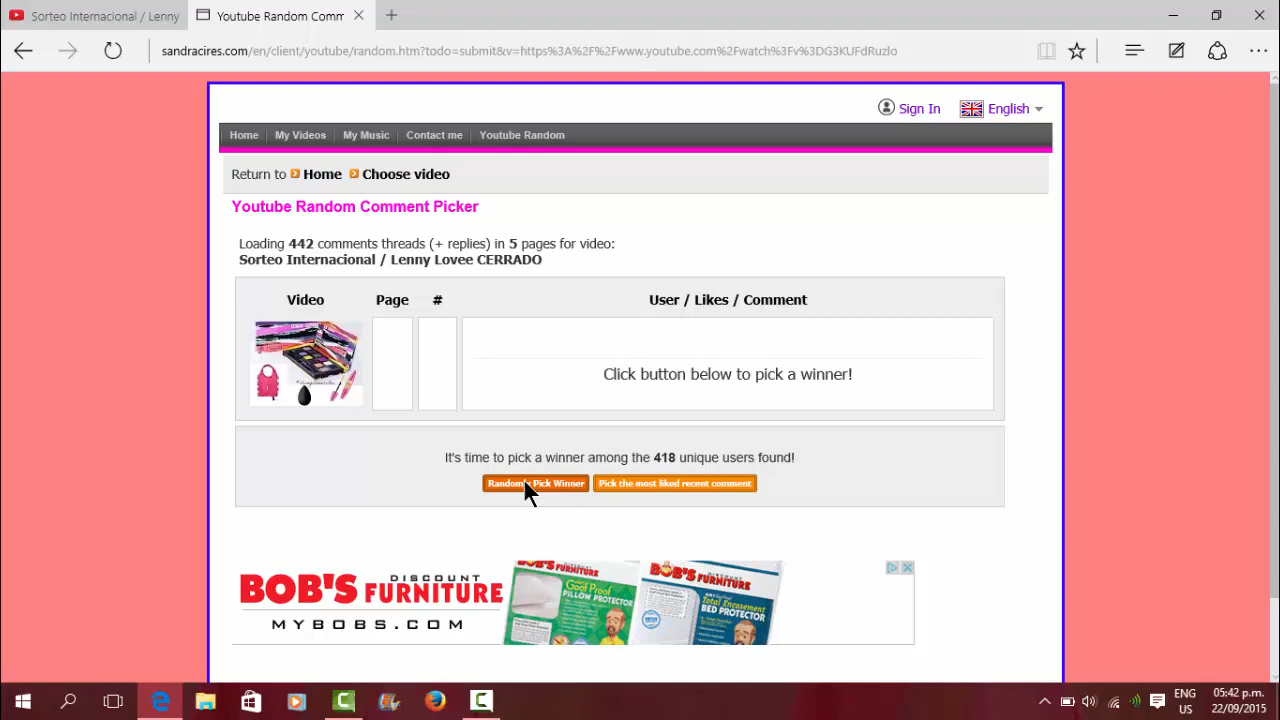 Sorteo Internacional / Lenny
Youtube Random Comm
sandracires.com/en/client/youtube/random.htm?todo=submit&v=https%3A%2F%2Fwww.youtube.com%2Fwatch%3Fv%3DG3KUFdRuzlo
Sign In
English
Home
My Videos
My Music
Contact me
Youtube Random
Return to Home Choose video
Youtube Random Comment Picker
Loading 442 comments threads (+ replies) in 5 pages for video:
Sorteo Internacional / Lenny Lovee CERRADO
Video
Page
#
User / Likes / Comment
Click button below to pick a winner!
It's time to pick a winner among the 418 unique users found!
Pick Winner
Pick the most liked recent comment
BOB'S DISCOUNT FURNITURE
MYBOBS.COM
BOB'S FURNITURE
Goof Proof
PILLOW PROTECTOR
BOB'S FURNITURE
Total Encasement
BED PROTECTOR
ENG
US
05:42 p.m.
22/09/2015